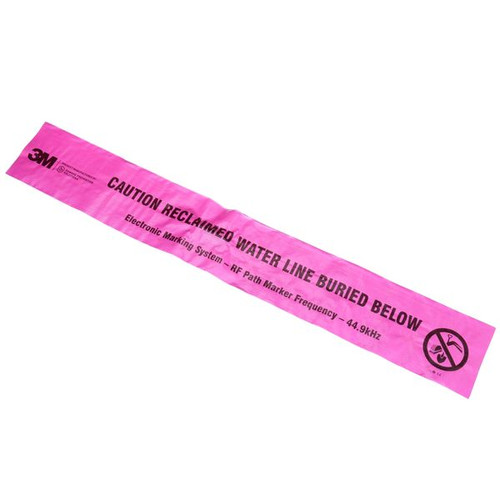 3M
CAUTION RECLAIMED WATER LINE BURIED BELOW
Electronic Marking System – RF Path Marker Frequency – 44.9kHz